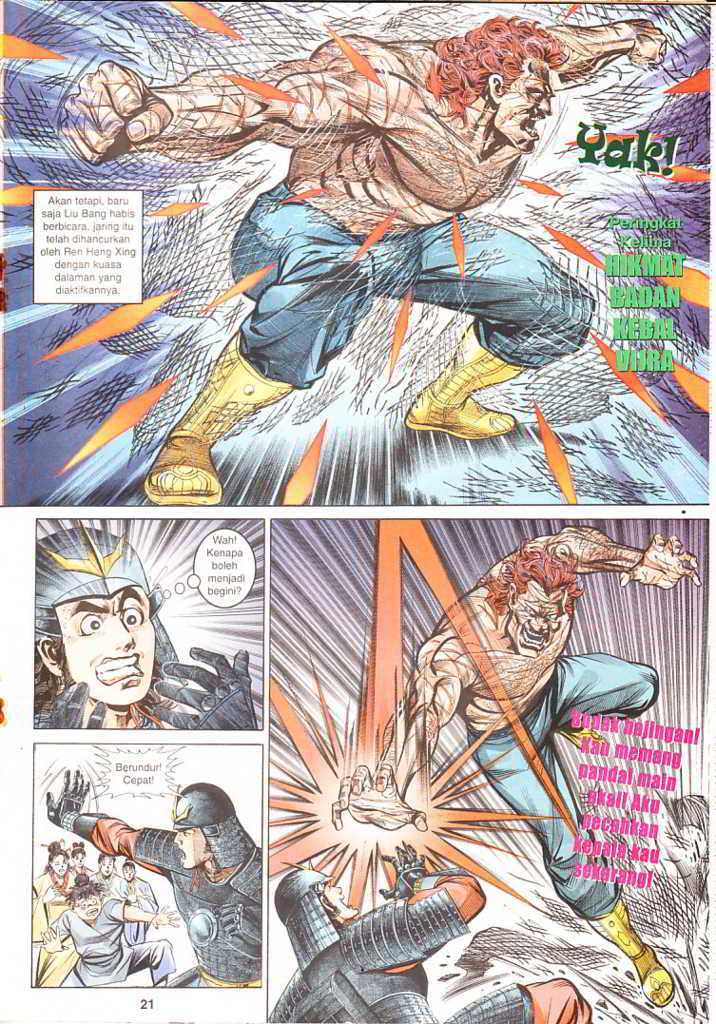 Yak!
Akan tetapi, baru
saja Liu Bang habis
berbicara, jaring itu
telah dihancurkan
oleh Ren Heng Xing
dengan kuasa
dalaman yang
diaktifkannya.
Peringkat
Kelima
HIKMAT
BADAN
KEBAL
VIJRA
Wah!
Kenapa
boleh
menjadi
begini?
Berundur!
Cepat!
Budak bajingan!
Kau memang
pandai main
akal! Aku
pecahkan
kepala kau
sekarang!
21